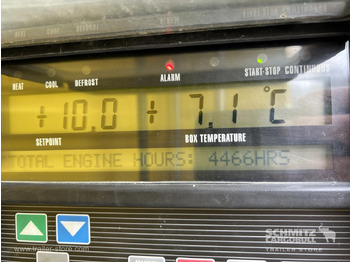 HEAT COOL DEFROST ALARM START-STOP CONTINUOUS
+10.0 + 7.1°C
SETPOINT BOX TEMPERATURE
TOTAL ENGINE HOURS: 4466HRS
SCHMITZ
CARGOBULL
TRAILER STORE
© www.trailer-store.com